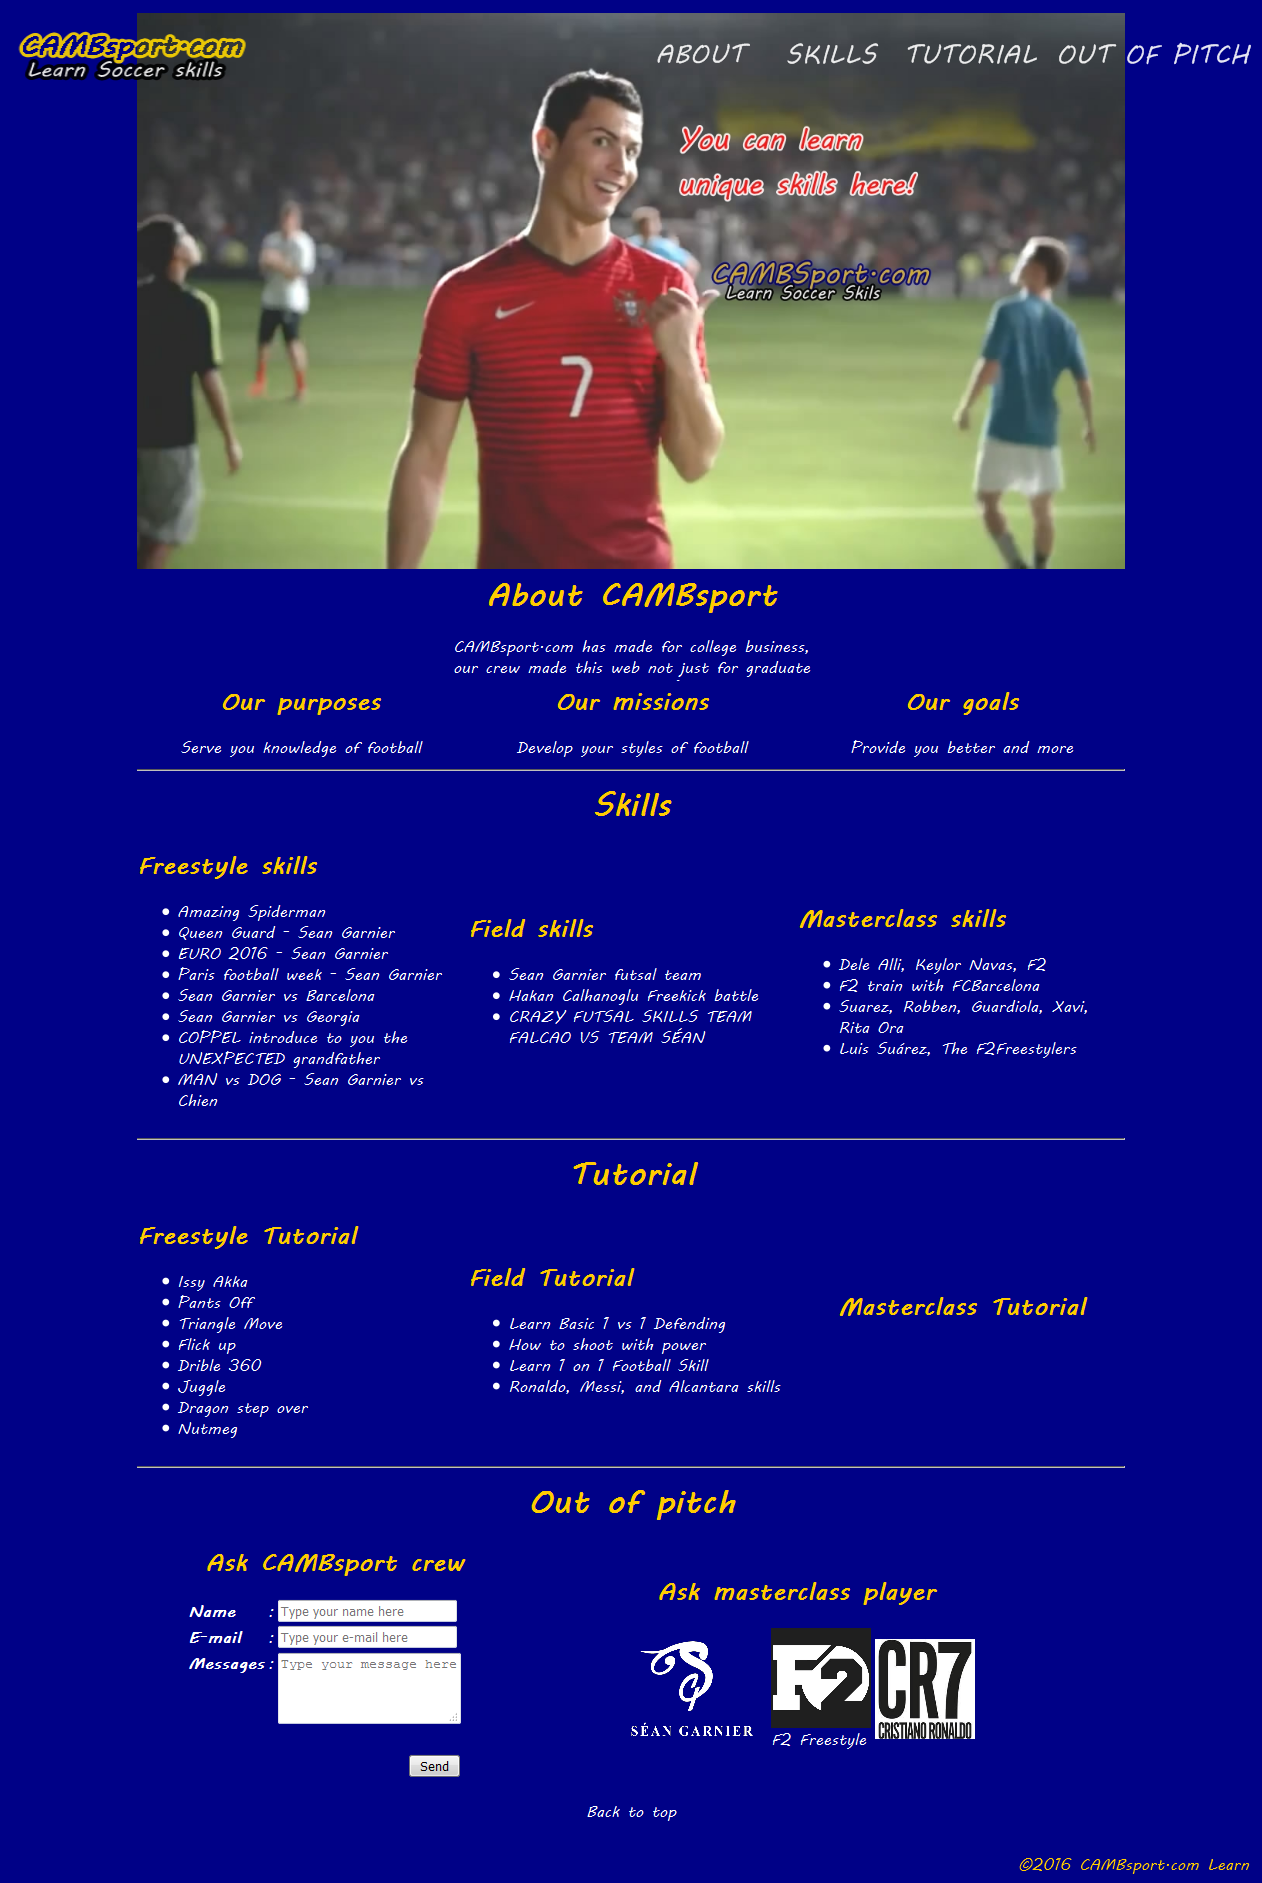 CAMBsport.com
Learn Soccer skills
ABOUT SKILLS TUTORIAL OUT OF PITCH
You can learn
unique skills here!
CAMBSport.com
Learn Soccer Skils
7
About CAMBsport
CAMBsport.com has made for college business,
our crew made this web not just for graduate
Our purposes
Serve you knowledge of football
Our missions
Develop your styles of football
Our goals
Provide you better and more
Skills
Freestyle skills
Amazing Spiderman
Queen Guard - Sean Garnier
EURO 2016 - Sean Garnier
Paris football week - Sean Garnier
Sean Garnier vs Barcelona
Sean Garnier vs Georgia
COPPEL introduce to you the
UNEXPECTED grandfather
MAN vs DOG - Sean Garnier vs
Chien
Field skills
Sean Garnier futsal team
Hakan Calhanoglu Freekick battle
CRAZY FUTSAL SKILLS TEAM
FALCAO VS TEAM SÉAN
Masterclass skills
Dele Alli, Keylor Navas, F2
F2 train with FCBarcelona
Suarez, Robben, Guardiola, Xavi,
Rita Ora
Luis Suárez, The F2Freestylers
Tutorial
Freestyle Tutorial
Issy Akka
Pants Off
Triangle Move
Flick up
Drible 360
Juggle
Dragon step over
Nutmeg
Field Tutorial
Learn Basic 1 vs 1 Defending
How to shoot with power
Learn 1 on 1 Football Skill
Ronaldo, Messi, and Alcantara skills
Masterclass Tutorial
Out of pitch
Ask CAMBsport crew
Name : Type your name here
E-mail : Type your e-mail here
Messages : Type your message here
Send
Ask masterclass player
SÉAN GARNIER
F2
F2 Freestyle
CR7
CRISTIANO RONALDO
Back to top
©2016 CAMBsport.com Learn